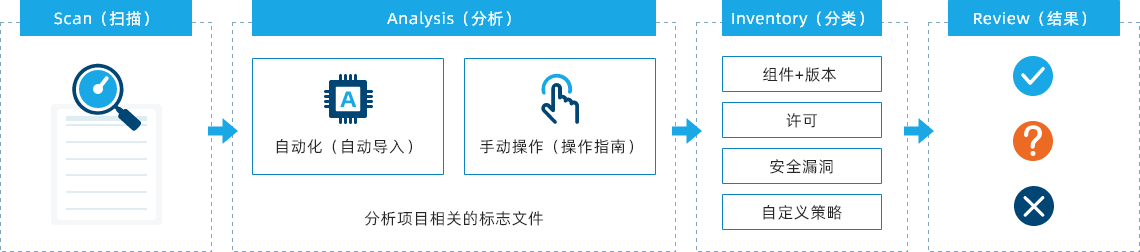 Scan（扫描）
Analysis（分析）
A
自动化（自动导入）
手动操作（操作指南）
分析项目相关的标志文件
Inventory（分类）
组件+版本
许可
安全漏洞
自定义策略
Review（结果）
?